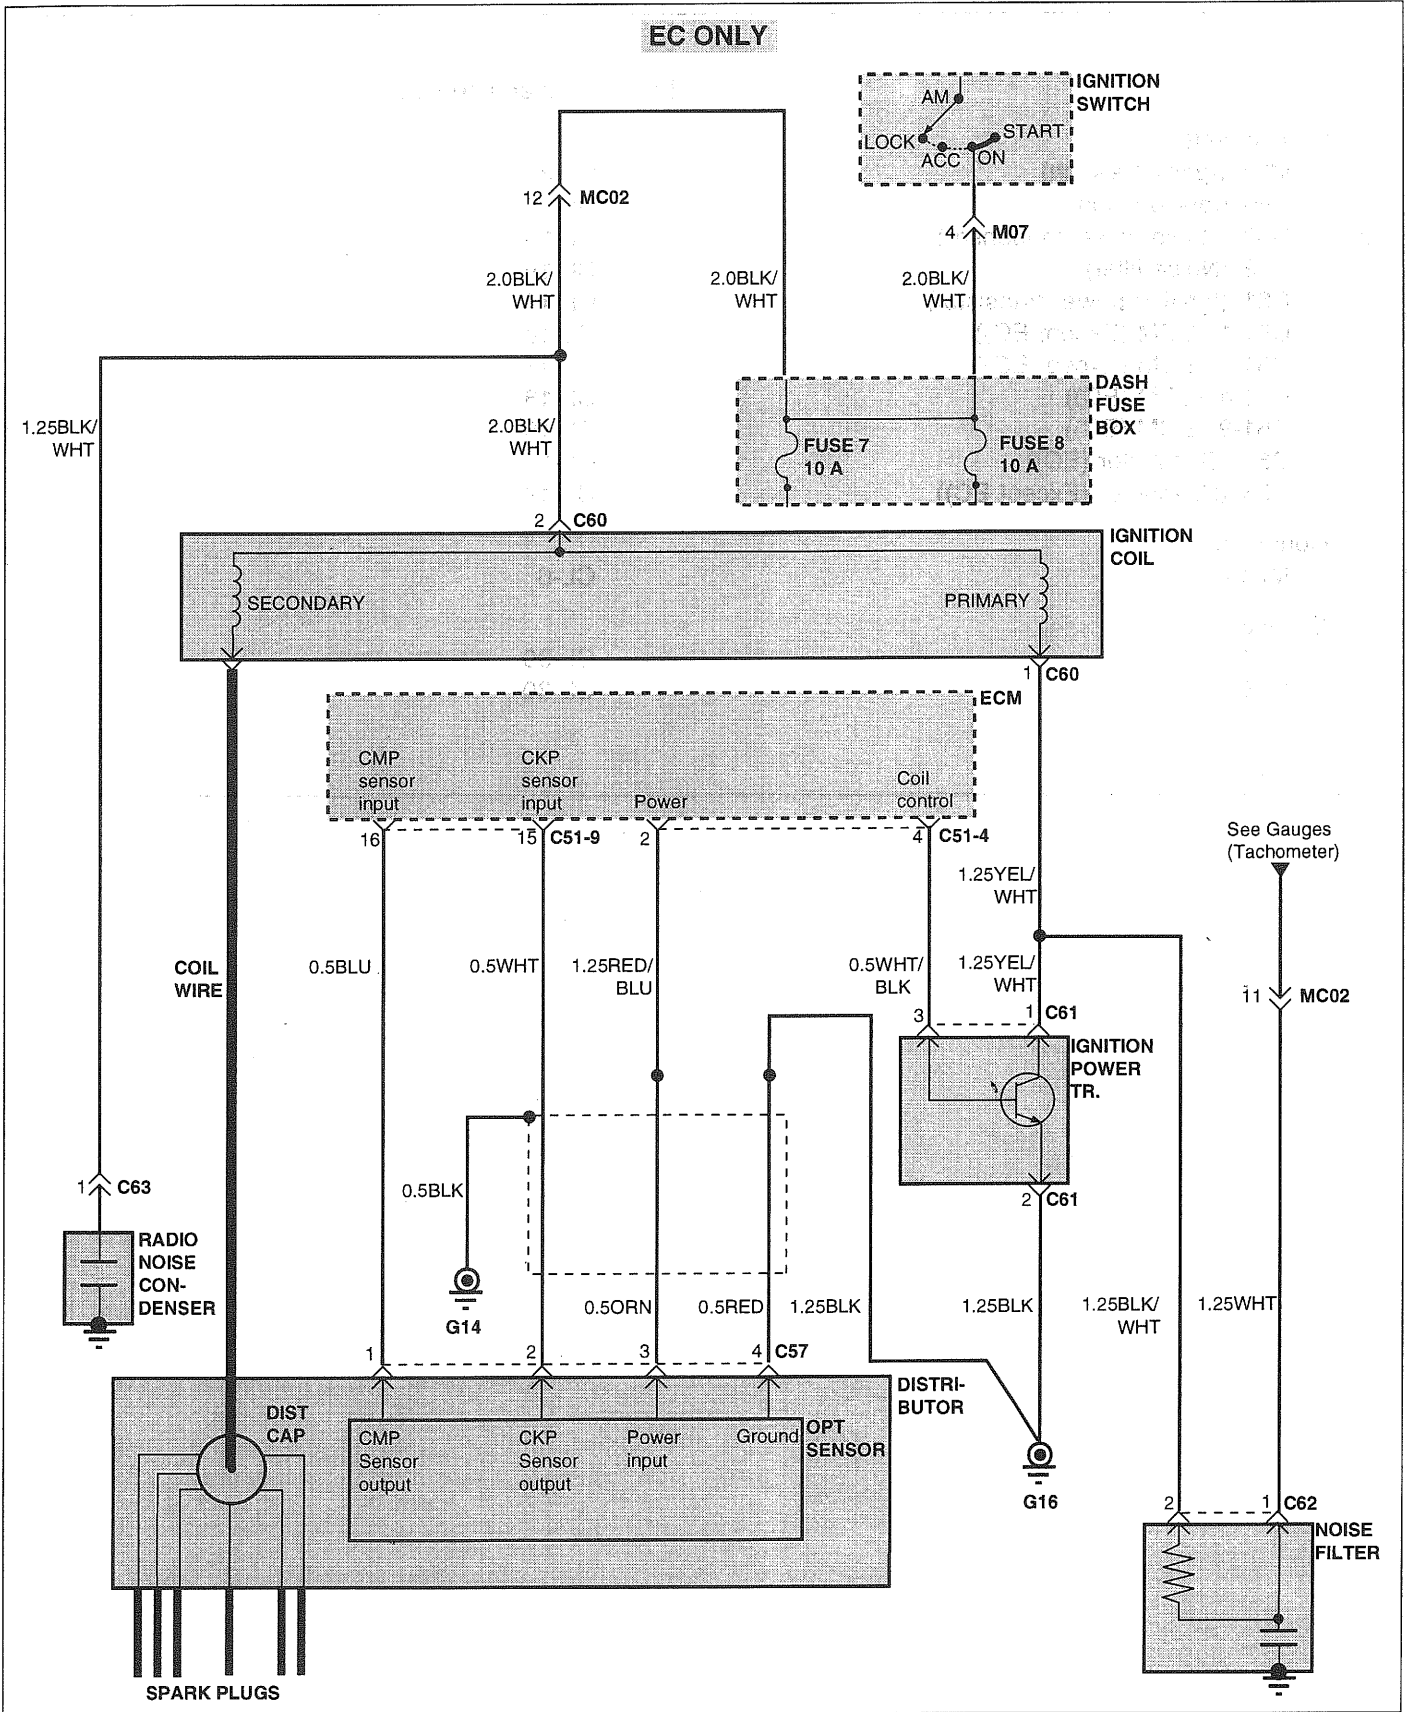 EC ONLY
IGNITION
SWITCH
AM
LOCK
START
ACC
ON
12
MC02
4
M07
2.0BLK/
WHT
2.0BLK/
WHT
2.0BLK/
WHT
DASH
FUSE
BOX
1.25BLK/
WHT
2.0BLK/
WHT
FUSE 7
10 A
FUSE 8
10 A
2
C60
IGNITION
COIL
SECONDARY
PRIMARY
1
C60
ECM
CMP
sensor
input
CKP
sensor
input
Power
Coil
control
16
15
C51-9
2
4
C51-4
See Gauges
(Tachometer)
1.25YEL/
WHT
COIL
WIRE
0.5BLU
0.5WHT
1.25RED/
BLU
0.5WHT/
BLK
1.25YEL/
WHT
11
MC02
3
1
C61
IGNITION
POWER
TR.
1
C63
0.5BLK
2
C61
RADIO
NOISE
CON-
DENSER
G14
0.5ORN
0.5RED
1.25BLK
1.25BLK
1.25BLK/
WHT
1.25WHT
1
2
3
4
C57
DISTRI-
BUTOR
DIST
CAP
CMP
Sensor
output
CKP
Sensor
output
Power
input
Ground
OPT
SENSOR
G16
2
1
C62
NOISE
FILTER
SPARK PLUGS